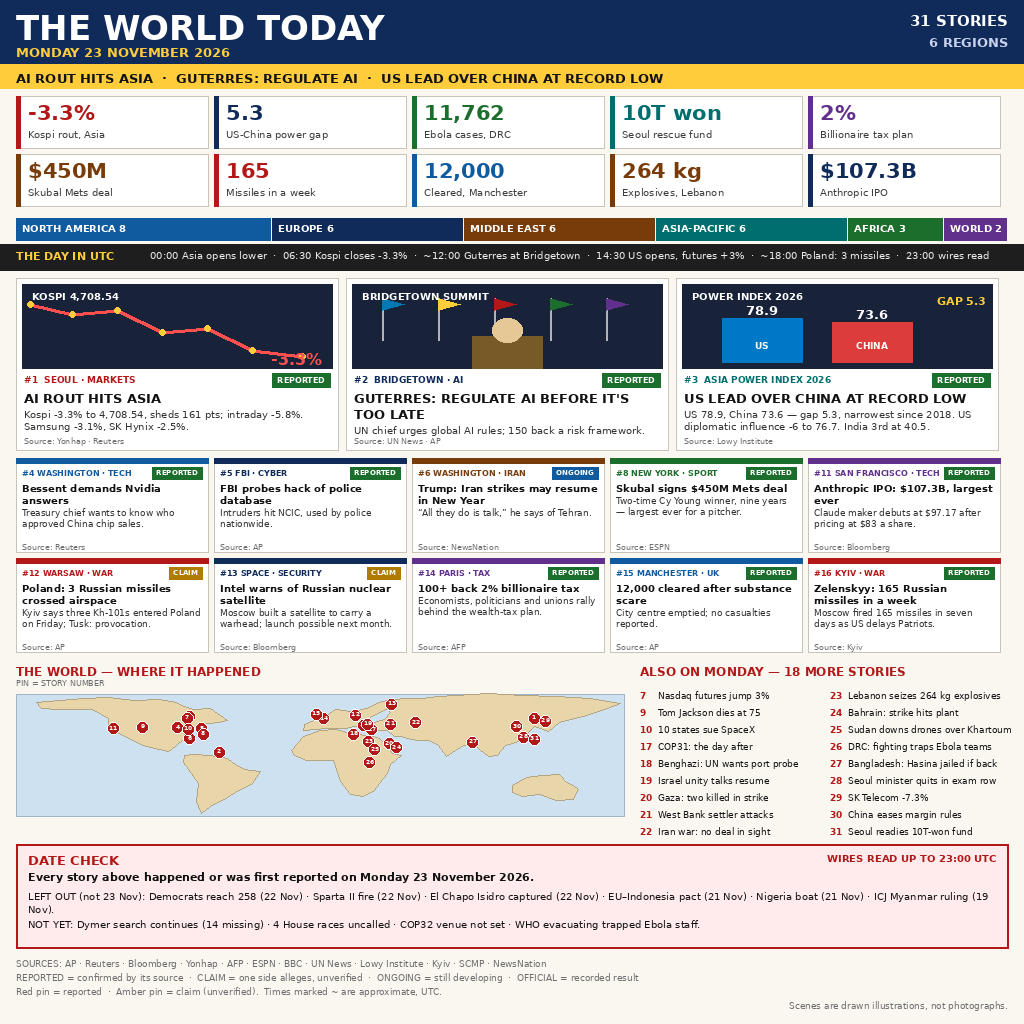 THE WORLD TODAY
MONDAY 23 NOVEMBER 2026
31 STORIES
6 REGIONS
AI ROUT HITS ASIA · GUTERRES: REGULATE AI · US LEAD OVER CHINA AT RECORD LOW
-3.3%
Kospi rout, Asia
5.3
US-China power gap
11,762
Ebola cases, DRC
10T won
Seoul rescue fund
2%
Billionaire tax plan
$450M
Skubal Mets deal
165
Missiles in a week
12,000
Cleared, Manchester
264 kg
Explosives, Lebanon
$107.3B
Anthropic IPO
NORTH AMERICA 8
EUROPE 6
MIDDLE EAST 6
ASIA-PACIFIC 6
AFRICA 3
WORLD 2
THE DAY IN UTC
00:00 Asia opens lower · 06:30 Kospi closes -3.3% · ~12:00 Guterres at Bridgetown · 14:30 US opens, futures +3% · ~18:00 Poland: 3 missiles · 23:00 wires read
KOSPI 4,708.54
-3.3%
#1 SEOUL · MARKETS
REPORTED
AI ROUT HITS ASIA
Kospi -3.3% to 4,708.54, sheds 161 pts; intraday -5.8%.
Samsung -3.1%, SK Hynix -2.5%.
Source: Yonhap · Reuters
BRIDGETOWN SUMMIT
#2 BRIDGETOWN · AI
REPORTED
GUTERRES: REGULATE AI BEFORE IT'S
TOO LATE
UN chief urges global AI rules; 150 back a risk framework.
Source: UN News · AP
POWER INDEX 2026
GAP 5.3
78.9
US
73.6
CHINA
#3 ASIA POWER INDEX 2026
REPORTED
US LEAD OVER CHINA AT RECORD LOW
US 78.9, China 73.6 — gap 5.3, narrowest since 2018. US
diplomatic influence -6 to 76.7. India 3rd at 40.5.
Source: Lowy Institute
#4 WASHINGTON · TECH
REPORTED
Bessent demands Nvidia
answers
Treasury chief wants to know who
approved China chip sales.
Source: Reuters
#5 FBI · CYBER
REPORTED
FBI probes hack of police
database
Intruders hit NCIC, used by police
nationwide.
Source: AP
#6 WASHINGTON · IRAN
ONGOING
Trump: Iran strikes may resume
in New Year
"All they do is talk," he says of Tehran.
Source: NewsNation
#8 NEW YORK · SPORT
REPORTED
Skubal signs $450M Mets deal
Two-time Cy Young winner, nine years
— largest ever for a pitcher.
Source: ESPN
#11 SAN FRANCISCO · TECH
REPORTED
Anthropic IPO: $107.3B, largest
ever
Claude maker debuts at $97.17 after
pricing at $83 a share.
Source: Bloomberg
#12 WARSAW · WAR
CLAIM
Poland: 3 Russian missiles
crossed airspace
Kyiv says three Kh-101s entered Poland
on Friday; Tusk: provocation.
Source: AP
#13 SPACE · SECURITY
CLAIM
Intel warns of Russian nuclear
satellite
Moscow built a satellite to carry a
warhead; launch possible next month.
Source: Bloomberg
#14 PARIS · TAX
REPORTED
100+ back 2% billionaire tax
Economists, politicians and unions rally
behind the wealth-tax plan.
Source: AFP
#15 MANCHESTER · UK
REPORTED
12,000 cleared after substance
scare
City centre emptied; no casualties
reported.
Source: AP
#16 KYIV · WAR
REPORTED
Zelenskyy: 165 Russian
missiles in a week
Moscow fired 165 missiles in seven
days as US delays Patriots.
Source: Kyiv
THE WORLD — WHERE IT HAPPENED
PIN = STORY NUMBER
11
9
4
7
10
8
2
15
12
13
19
18
22
26
27
30
1
31
ALSO ON MONDAY — 18 MORE STORIES
7 Nasdaq futures jump 3%
9 Tom Jackson dies at 75
10 10 states sue SpaceX
17 COP31: the day after
18 Benghazi: UN wants port probe
19 Israel unity talks resume
20 Gaza: two killed in strike
21 West Bank settler attacks
22 Iran war: no deal in sight
23 Lebanon seizes 264 kg explosives
24 Bahrain: strike hits plant
25 Sudan downs drones over Khartoum
26 DRC: fighting traps Ebola teams
27 Bangladesh: Hasina jailed if back
28 Seoul minister quits in exam row
29 SK Telecom -7.3%
30 China eases margin rules
31 Seoul readies 10T-won fund
DATE CHECK
WIRES READ UP TO 23:00 UTC
Every story above happened or was first reported on Monday 23 November 2026.
LEFT OUT (not 23 Nov): Democrats reach 258 (22 Nov) · Sparta II fire (22 Nov) · El Chapo Isidro captured (22 Nov) · EU–Indonesia pact (21 Nov) · Nigeria boat (21 Nov) · ICJ Myanmar ruling (19
Nov).
NOT YET: Dymer search continues (14 missing) · 4 House races uncalled · COP32 venue not set · WHO evacuating trapped Ebola staff.
SOURCES: AP · Reuters · Bloomberg · Yonhap · AFP · ESPN · BBC · UN News · Lowy Institute · Kyiv · SCMP · NewsNation
REPORTED = confirmed by its source · CLAIM = one side alleges, unverified · ONGOING = still developing · OFFICIAL = recorded result
Red pin = reported · Amber pin = claim (unverified). Times marked ~ are approximate, UTC.
Scenes are drawn illustrations, not photographs.